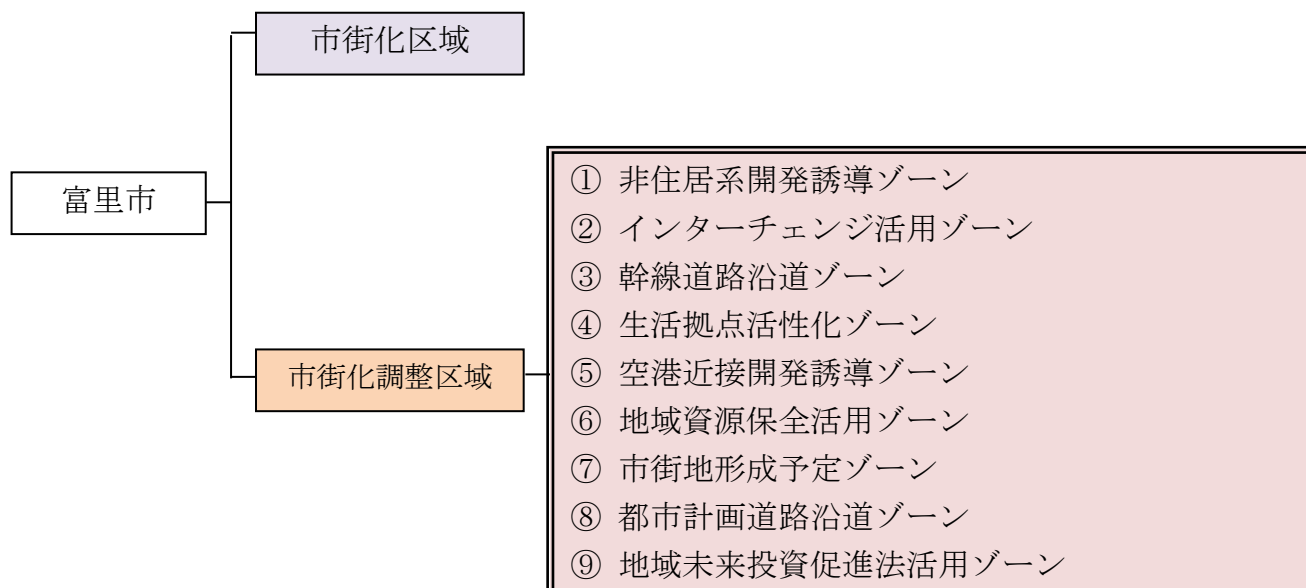 市街化区域
富里市
市街化調整区域
① 非住居系開発誘導ゾーン
② インターチェンジ活用ゾーン
③ 幹線道路沿道ゾーン
④ 生活拠点活性化ゾーン
⑤ 空港近接開発誘導ゾーン
⑥ 地域資源保全活用ゾーン
⑦ 市街地形成予定ゾーン
⑧ 都市計画道路沿道ゾーン
⑨ 地域未来投資促進法活用ゾーン